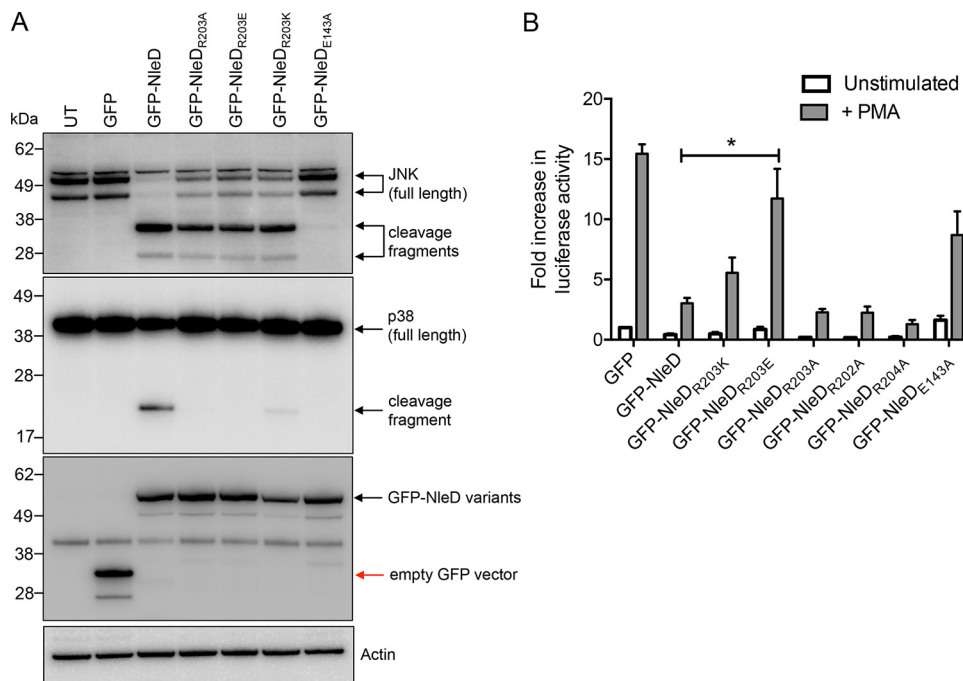 A
UT
GFP
GFP-NleD
GFP-NleDR203A
GFP-NleDR203E
GFP-NleDR203K
GFP-NleDE143A
kDa
62
49
38
28
JNK
(full length)
cleavage
fragments
49
38
28
17
p38
(full length)
cleavage
fragment
62
49
38
28
GFP-NleD variants
empty GFP vector
Actin
B
Unstimulated
+ PMA
Fold increase in
luciferase activity
20
15
10
5
0
*
GFP
GFP-NleD
GFP-NleDR203K
GFP-NleDR203E
GFP-NleDR203A
GFP-NleDR202A
GFP-NleDR204A
GFP-NleDE143A